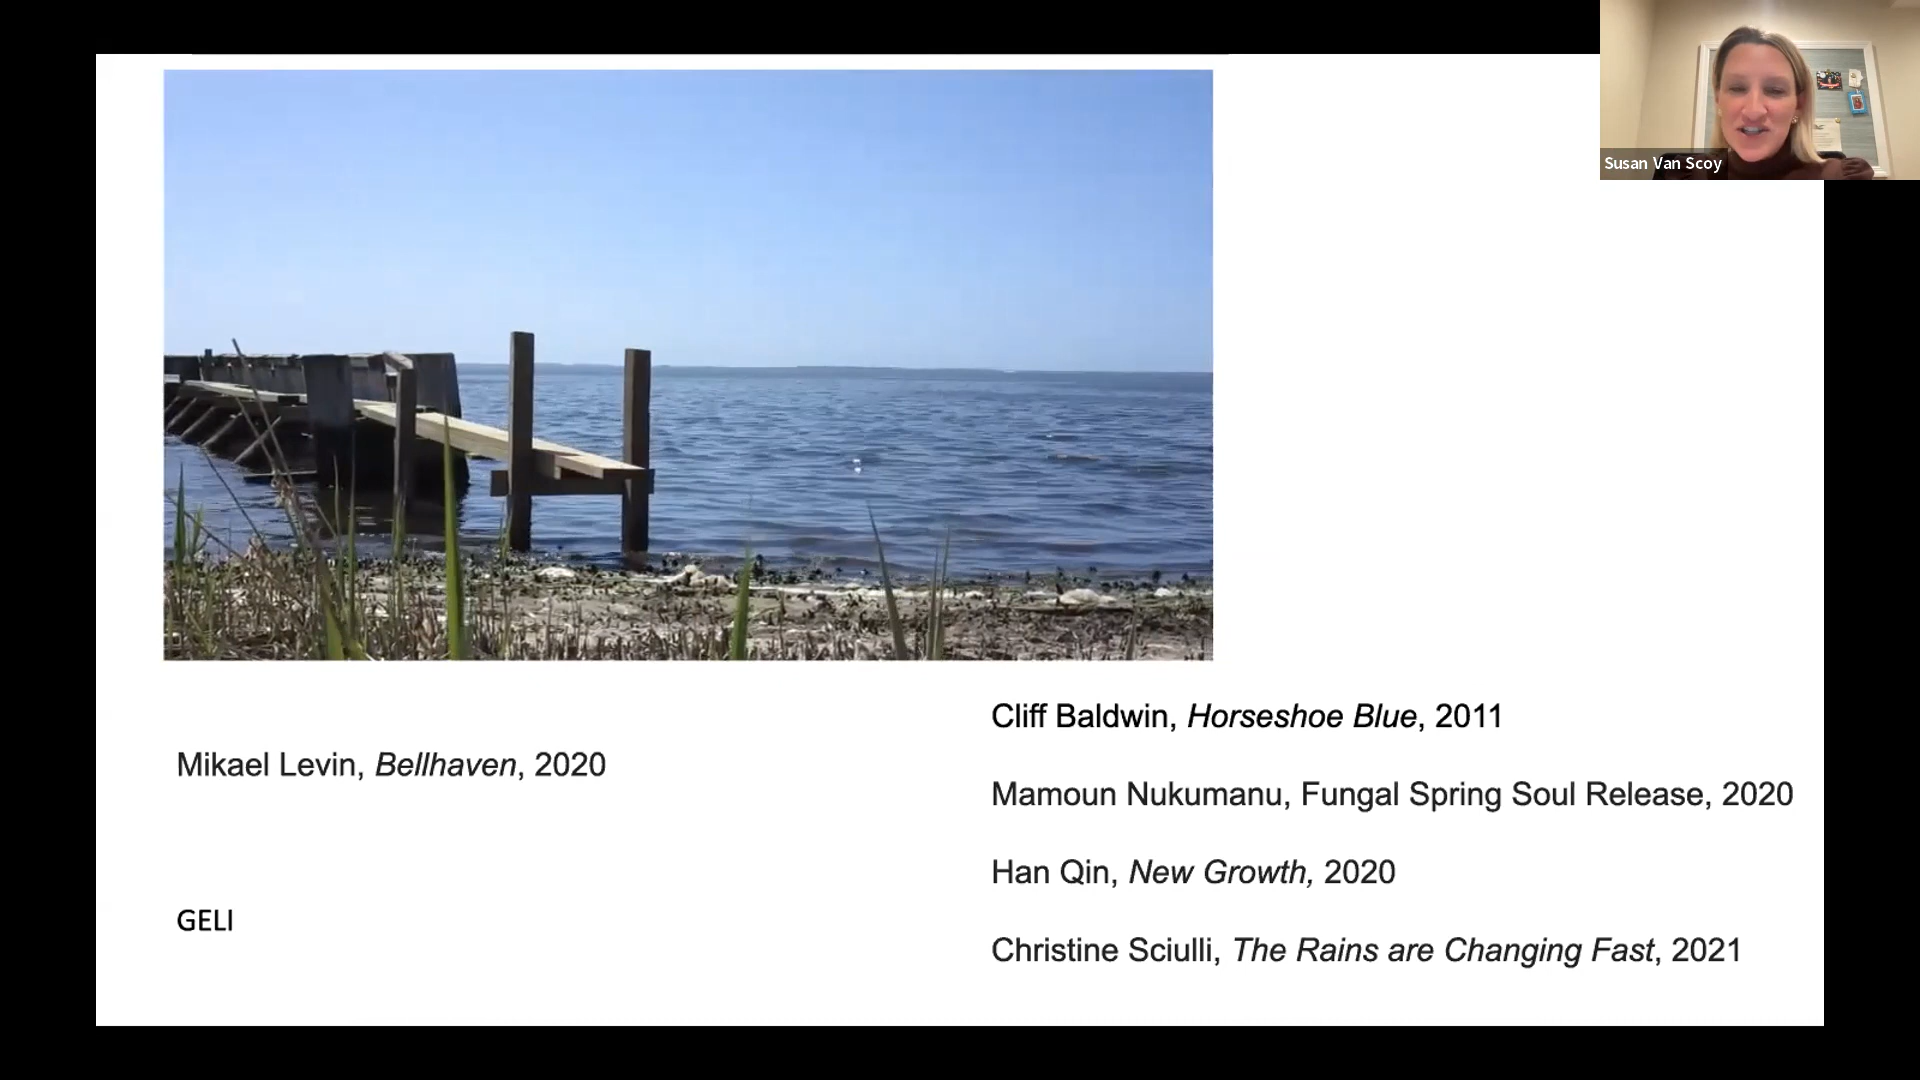 Susan Van Scoy
Mikael Levin, Bellhaven, 2020
GELI
Cliff Baldwin, Horseshoe Blue, 2011
Mamoun Nukumanu, Fungal Spring Soul Release, 2020
Han Qin, New Growth, 2020
Christine Sciulli, The Rains are Changing Fast, 2021